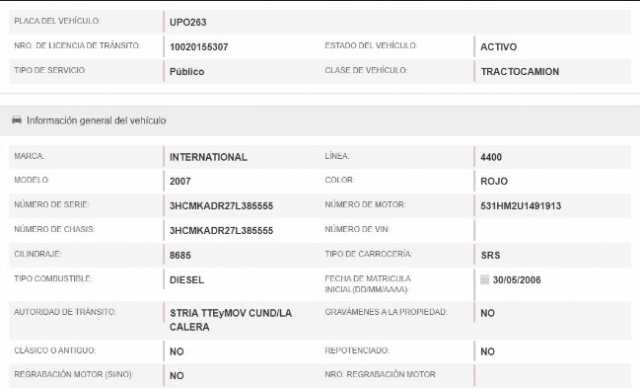 PLACA DEL VEHÍCULO: UPO263
NRO. DE LICENCIA DE TRÁNSITO: 10020155307 ESTADO DEL VEHÍCULO: ACTIVO
TIPO DE SERVICIO Público CLASE DE VEHÍCULO: TRACTOCAMION
Información general del vehículo
MARCA: INTERNATIONAL LÍNEA: 4400
MODELO: 2007 COLOR: ROJO
NÚMERO DE SERIE: 3HCMKADR27L385555 NÚMERO DE MOTOR: 531HM2U1491913
NÚMERO DE CHASIS: 3HCMKADR27L385555 NÚMERO DE VIN:
CILINDRAJE: 8685 TIPO DE CARROCERÍA: SRS
TIPO COMBUSTIBLE: DIESEL FECHA DE MATRICULA
INICIAL(DD/MM/AAAA): 30/05/2006
AUTORIDAD DE TRÁNSITO: STRIA TTEyMOV CUND/LA GRAVÁMENES A LA PROPIEDAD: NO
CALERA
CLÁSICO O ANTIGUO: NO REPOTENCIADO: NO
REGRABACIÓN MOTOR (SI/NO): NO NRO. REGRABACIÓN MOTOR